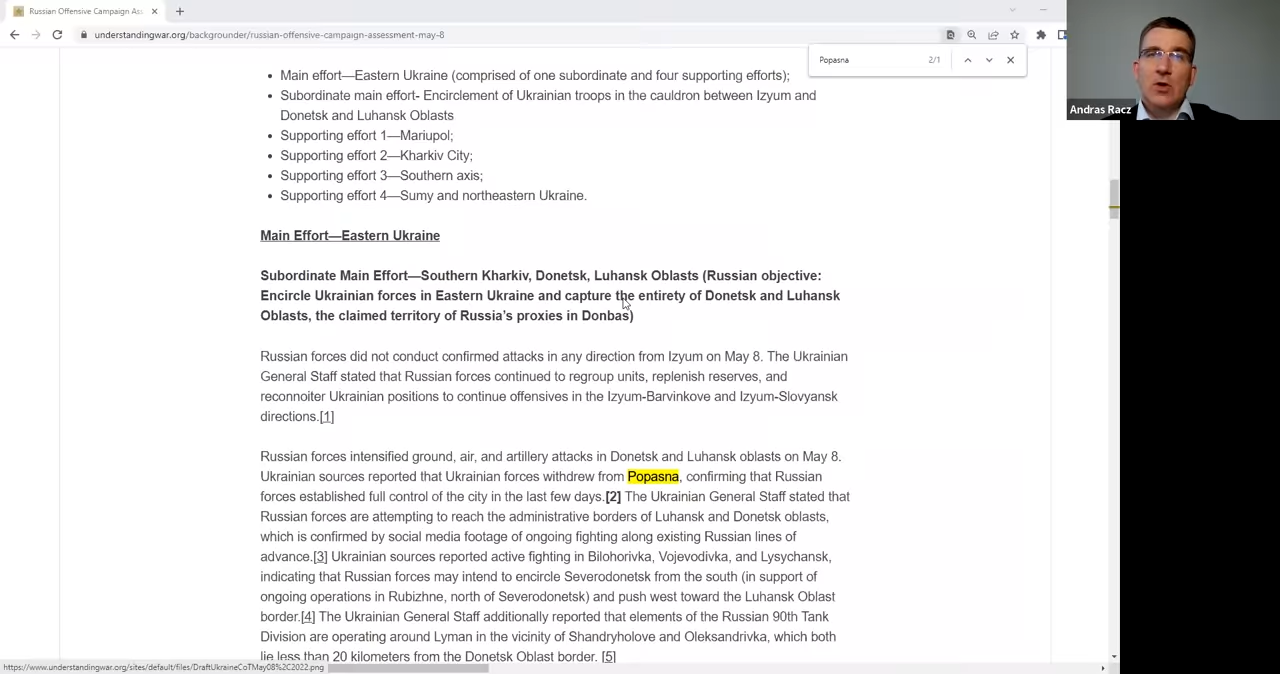 Russian Offensive Campaign Ass
understandingwar.org/backgrounder/russian-offensive-campaign-assessment-may-8
Popasna 2/1
Andras Racz
Main effort—Eastern Ukraine (comprised of one subordinate and four supporting efforts);
Subordinate main effort- Encirclement of Ukrainian troops in the cauldron between Izyum and
Donetsk and Luhansk Oblasts
Supporting effort 1—Mariupol;
Supporting effort 2—Kharkiv City;
Supporting effort 3—Southern axis;
Supporting effort 4—Sumy and northeastern Ukraine.
Main Effort—Eastern Ukraine
Subordinate Main Effort—Southern Kharkiv, Donetsk, Luhansk Oblasts (Russian objective:
Encircle Ukrainian forces in Eastern Ukraine and capture the entirety of Donetsk and Luhansk
Oblasts, the claimed territory of Russia’s proxies in Donbas)
Russian forces did not conduct confirmed attacks in any direction from Izyum on May 8. The Ukrainian
General Staff stated that Russian forces continued to regroup units, replenish reserves, and
reconnoiter Ukrainian positions to continue offensives in the Izyum-Barvinkove and Izyum-Slovyansk
directions.[1]
Russian forces intensified ground, air, and artillery attacks in Donetsk and Luhansk oblasts on May 8.
Ukrainian sources reported that Ukrainian forces withdrew from Popasna, confirming that Russian
forces established full control of the city in the last few days.[2] The Ukrainian General Staff stated that
Russian forces are attempting to reach the administrative borders of Luhansk and Donetsk oblasts,
which is confirmed by social media footage of ongoing fighting along existing Russian lines of
advance.[3] Ukrainian sources reported active fighting in Bilohorivka, Vojevodivka, and Lysychansk,
indicating that Russian forces may intend to encircle Severodonetsk from the south (in support of
ongoing operations in Rubizhne, north of Severodonetsk) and push west toward the Luhansk Oblast
border.[4] The Ukrainian General Staff additionally reported that elements of the Russian 90th Tank
Division are operating around Lyman in the vicinity of Shandryholove and Oleksandrivka, which both
lie less than 20 kilometers from the Donetsk Oblast border. [5]
https://www.understandingwar.org/sites/default/files/DraftUkraineCoTMay08%2C2022.png